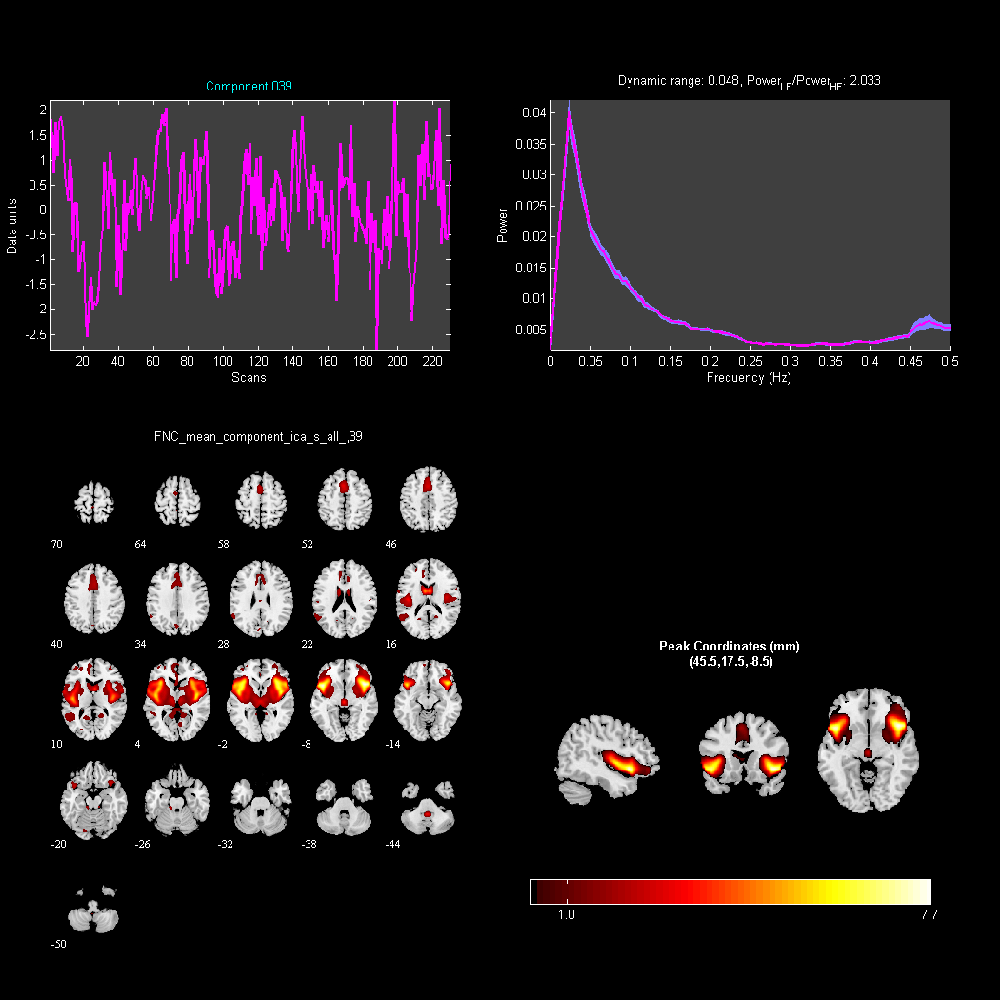 Component 039
2
1.5
1
0.5
0
-0.5
-1
-1.5
-2
-2.5
Data units
20 40 60 80 100 120 140 160 180 200 220
Scans
Dynamic range: 0.048, PowerLF/PowerHF: 2.033
0.04
0.035
0.03
0.025
0.02
0.015
0.01
0.005
Power
0 0.05 0.1 0.15 0.2 0.25 0.3 0.35 0.4 0.45 0.5
Frequency (Hz)
FNC_mean_component_ica_s_all_,39
70 64 58 52 46
40 34 28 22 16
10 4 -2 -8 -14
-20 -26 -32 -38 -44
-50
Peak Coordinates (mm)
(45.5,17.5,-8.5)
1.0 7.7